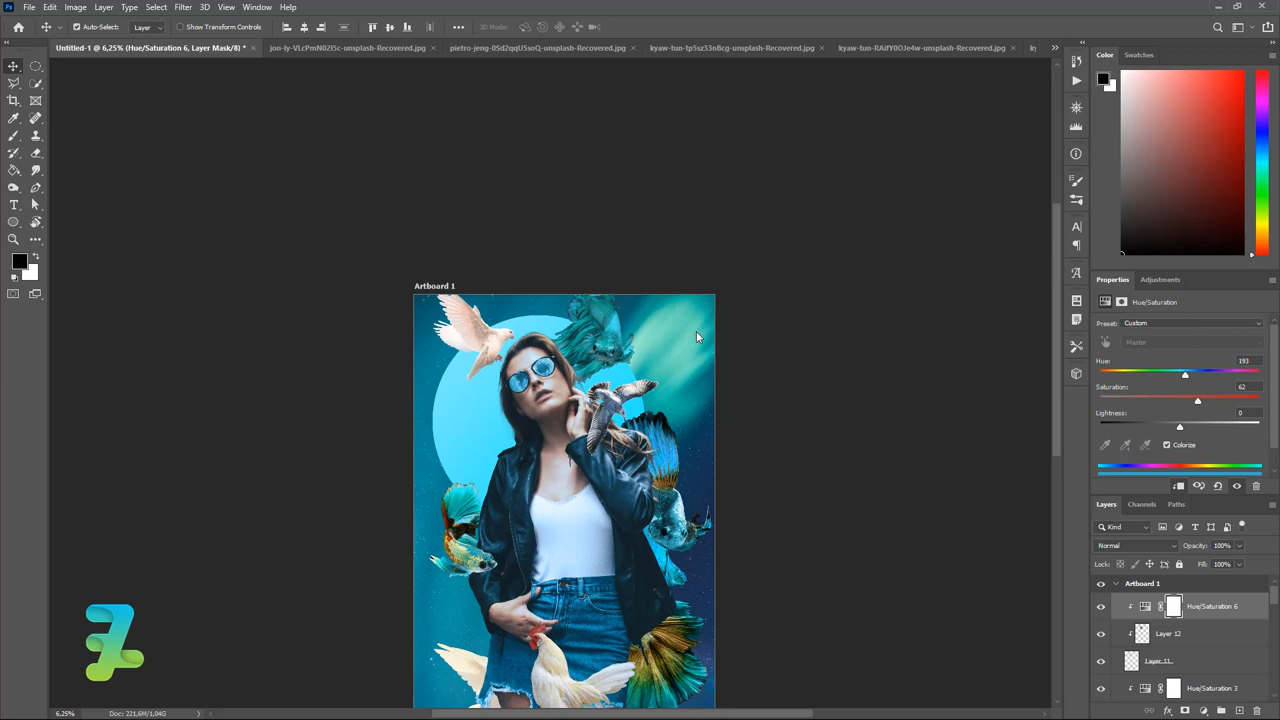 Ps File Edit Image Layer Type Select Filter 3D View Window Help
Auto-Select: Layer Show Transform Controls 3D Mode:
Untitled-1 @ 6,25% (Hue/Saturation 6, Layer Mask/8) * × jon-ly-VLcPmN02I5c-unsplash-Recovered.jpg × pietro-jeng-0Sd2qqU5soQ-unsplash-Recovered.jpg × kyaw-tun-fp5sz33nBcg-unsplash-Recovered.jpg × kyaw-tun-RAifY0OJe4w-unsplash-Recovered.jpg ×
Artboard 1
6,25% Doc: 221,6M/1,04G
Color Swatches
Properties Adjustments
Hue/Saturation
Preset: Custom
Master
Hue: 193
Saturation: 62
Lightness: 0
Colorize
Layers Channels Paths
Kind
Normal Opacity: 100%
Lock: Fill: 100%
Artboard 1
Hue/Saturation 6
Layer 12
Layer 11
Hue/Saturation 3